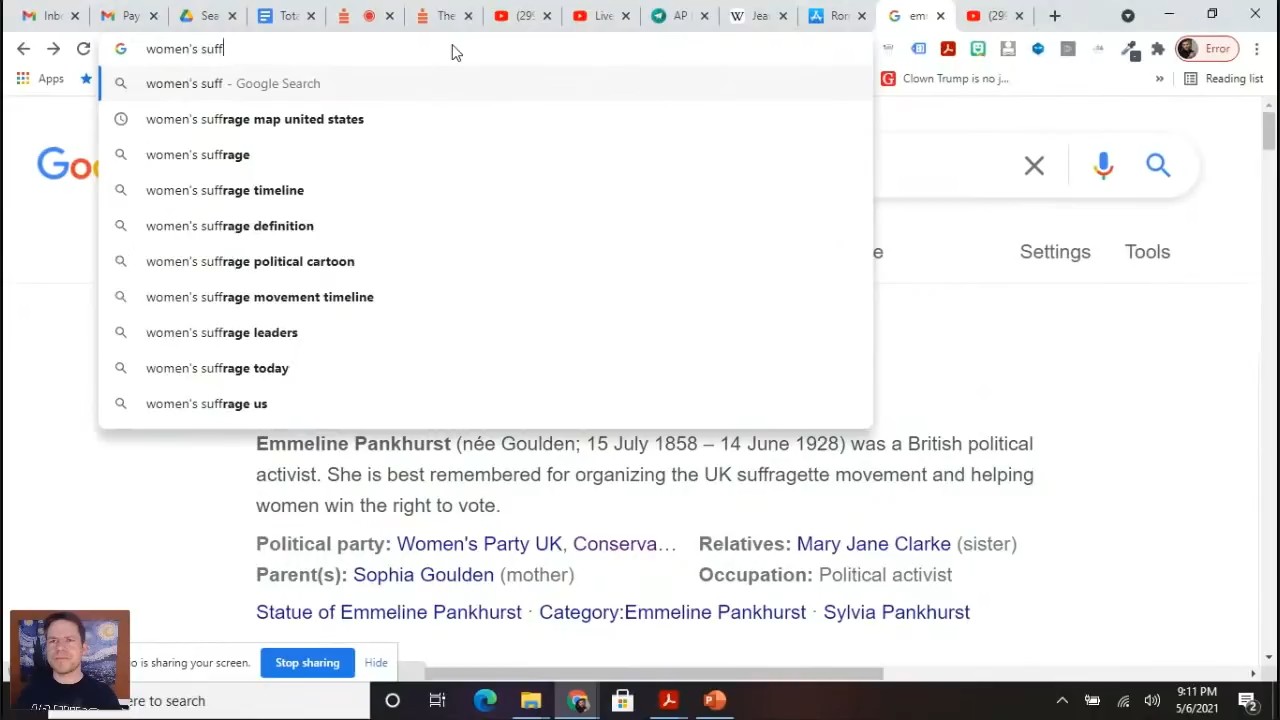 Inb Pay Sea Tota The (29 Live AP Jea Ron em (29
women's suff Error
Apps Clown Trump is no j... » Reading list
women's suff - Google Search
women's suffrage map united states
women's suffrage
women's suffrage timeline
women's suffrage definition
e Settings Tools
women's suffrage political cartoon
women's suffrage movement timeline
women's suffrage leaders
women's suffrage today
women's suffrage us
Emmeline Pankhurst (née Goulden; 15 July 1858 – 14 June 1928) was a British political
activist. She is best remembered for organizing the UK suffragette movement and helping
women win the right to vote.
Political party: Women's Party UK, Conserva… Relatives: Mary Jane Clarke (sister)
Parent(s): Sophia Goulden (mother) Occupation: Political activist
Statue of Emmeline Pankhurst · Category:Emmeline Pankhurst · Sylvia Pankhurst
o is sharing your screen. Stop sharing Hide
ere to search
9:11 PM
5/6/2021 2